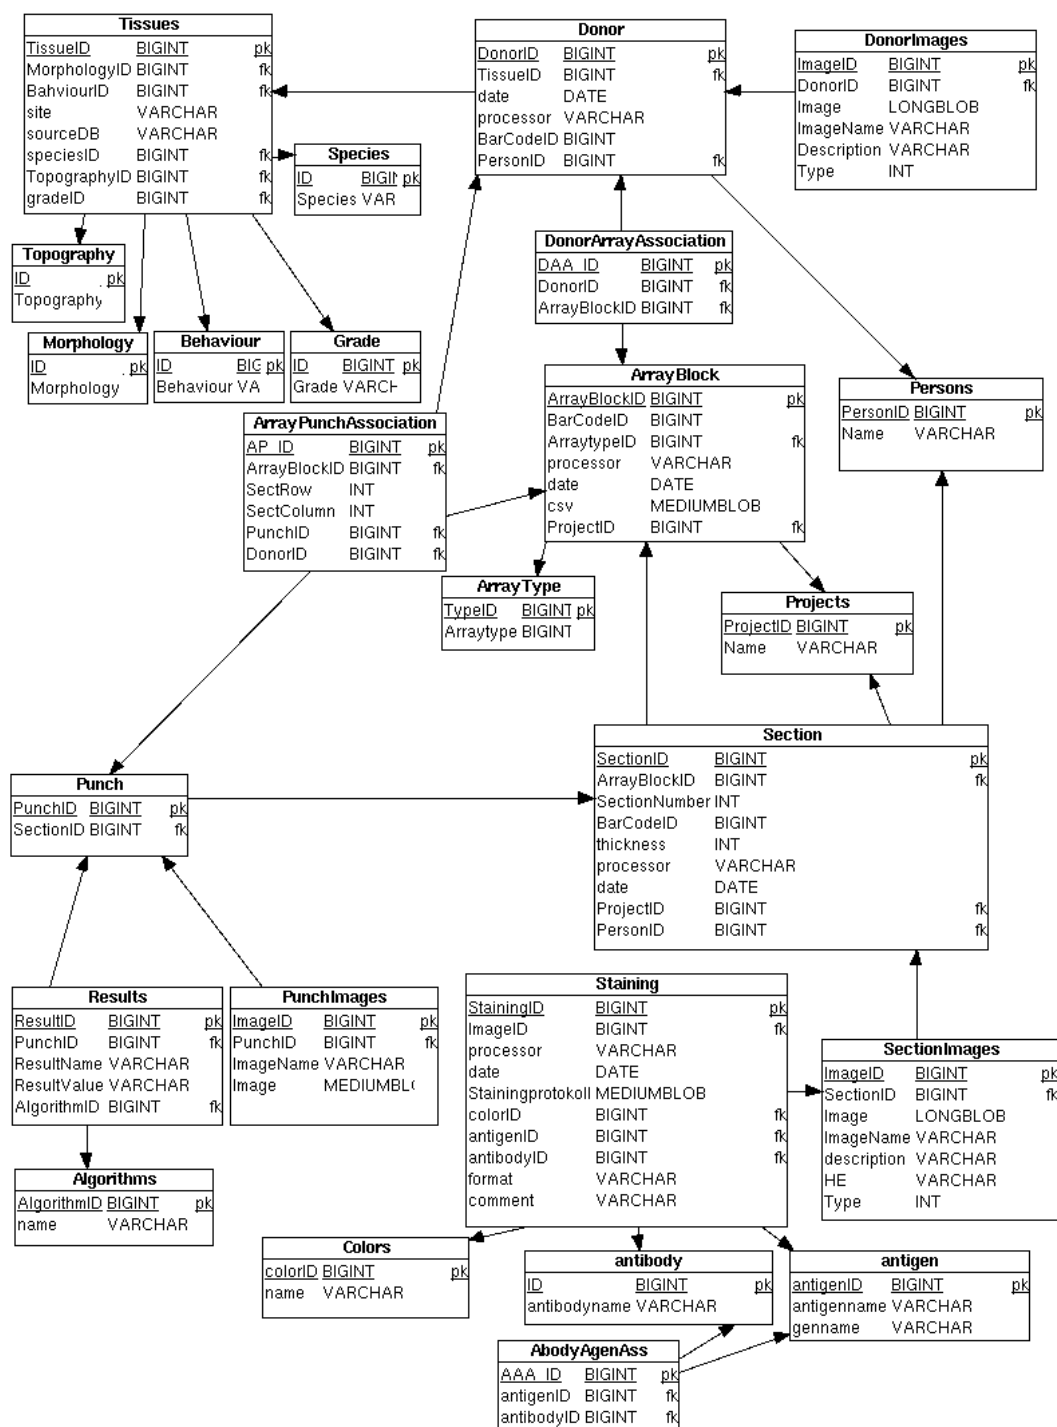 Tissues
TissueID BIGINT pk
MorphologyID BIGINT fk
BahviourID BIGINT fk
site VARCHAR
sourceDB VARCHAR
speciesID BIGINT fk
TopographyID BIGINT fk
gradeID BIGINT fk
Donor
DonorID BIGINT pk
TissueID BIGINT fk
date DATE
processor VARCHAR
BarCodeID BIGINT
PersonID BIGINT fk
DonorImages
ImageID BIGINT pk
DonorID BIGINT fk
Image LONGBLOB
ImageName VARCHAR
Description VARCHAR
Type INT
Species
ID pk
Species VAR
Topography
ID pk
Topography
Morphology
ID pk
Morphology
Behaviour
ID BIG pk
Behaviour VA
Grade
ID BIGINT pk
Grade VARCH
DonorArrayAssociation
DAA_ID BIGINT pk
DonorID BIGINT fk
ArrayBlockID BIGINT fk
ArrayBlock
ArrayBlockID BIGINT pk
BarCodeID BIGINT
ArraytypeID BIGINT fk
processor VARCHAR
date DATE
csv MEDIUMBLOB
ProjectID BIGINT fk
Persons
PersonID BIGINT pk
Name VARCHAR
ArrayPunchAssociation
AP_ID BIGINT pk
ArrayBlockID BIGINT fk
SectRow INT
SectColumn INT
PunchID BIGINT fk
DonorID BIGINT fk
ArrayType
TypeID BIGINT pk
Arraytype BIGINT
Projects
ProjectID BIGINT pk
Name VARCHAR
Section
SectionID BIGINT pk
ArrayBlockID BIGINT fk
SectionNumber INT
BarCodeID BIGINT
thickness INT
processor VARCHAR
date DATE
ProjectID BIGINT fk
PersonID BIGINT fk
Punch
PunchID BIGINT pk
SectionID BIGINT fk
Results
ResultID BIGINT pk
PunchID BIGINT fk
ResultName VARCHAR
ResultValue VARCHAR
AlgorithmID BIGINT fk
PunchImages
ImageID BIGINT pk
PunchID BIGINT fk
ImageName VARCHAR
Image MEDIUMBL
Staining
StainingID BIGINT pk
ImageID BIGINT fk
processor VARCHAR
date DATE
Stainingprotokoll MEDIUMBLOB
colorID BIGINT fk
antigenID BIGINT fk
antibodyID BIGINT fk
format VARCHAR
comment VARCHAR
SectionImages
ImageID BIGINT pk
SectionID BIGINT fk
Image LONGBLOB
ImageName VARCHAR
description VARCHAR
HE VARCHAR
Type INT
Algorithms
AlgorithmID BIGINT pk
name VARCHAR
Colors
colorID BIGINT pk
name VARCHAR
antibody
ID BIGINT pk
antibodyname VARCHAR
antigen
antigenID BIGINT pk
antigenname VARCHAR
genname VARCHAR
AbodyAgenAss
AAA_ID BIGINT pk
antigenID BIGINT fk
antibodyID BIGINT fk